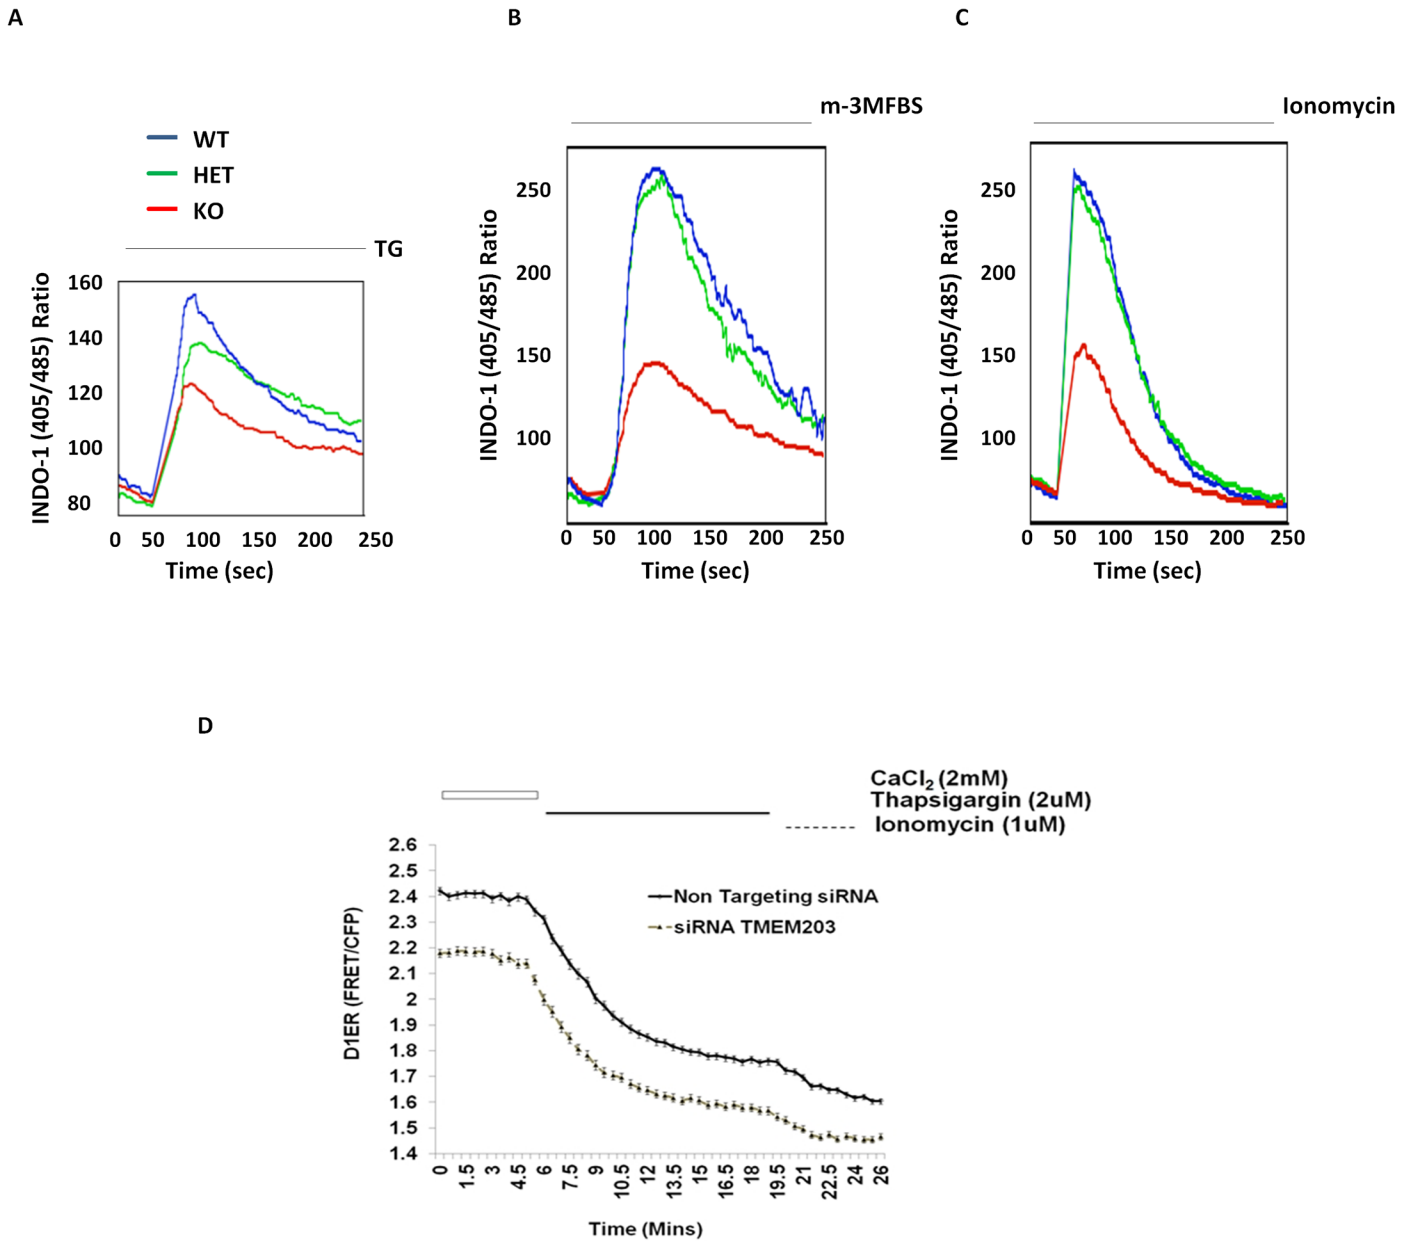 A
B
C
m-3MFBS
Ionomycin
WT
HET
KO
TG
INDO-1 (405/485) Ratio
160
140
120
100
80
0 50 100 150 200 250
Time (sec)
INDO-1 (405/485) Ratio
250
200
150
100
0 50 100 150 200 250
Time (sec)
INDO-1 (405/485) Ratio
250
200
150
100
0 50 100 150 200 250
Time (sec)
D
CaCl2 (2mM)
Thapsigargin (2uM)
Ionomycin (1uM)
D1ER (FRET/CFP)
2.6
2.5
2.4
2.3
2.2
2.1
2
1.9
1.8
1.7
1.6
1.5
1.4
Non Targeting siRNA
siRNA TMEM203
0 1.5 3 4.5 6 7.5 9 10.5 12 13.5 15 16.5 18 19.5 21 22.5 24 26
Time (Mins)